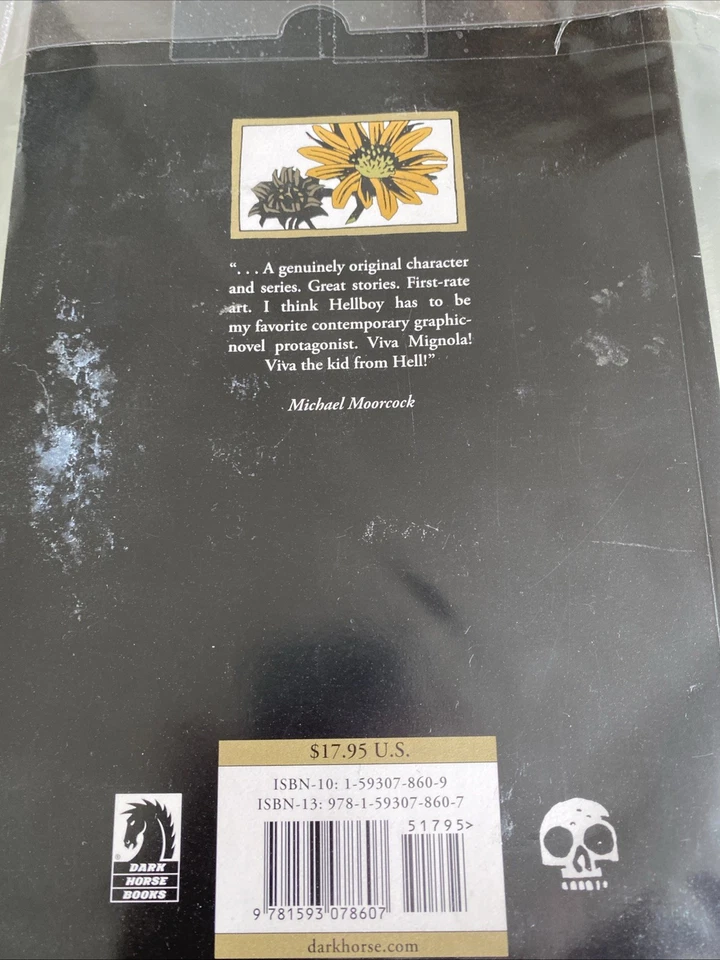 “. . . A genuinely original character
and series. Great stories. First-rate
art. I think Hellboy has to be
my favorite contemporary graphic-
novel protagonist. Viva Mignola!
Viva the kid from Hell!”
Michael Moorcock
$17.95 U.S.
ISBN-10: 1-59307-860-9
ISBN-13: 978-1-59307-860-7
51795>
9 781593 078607
®
DARK
HORSE
BOOKS
darkhorse.com